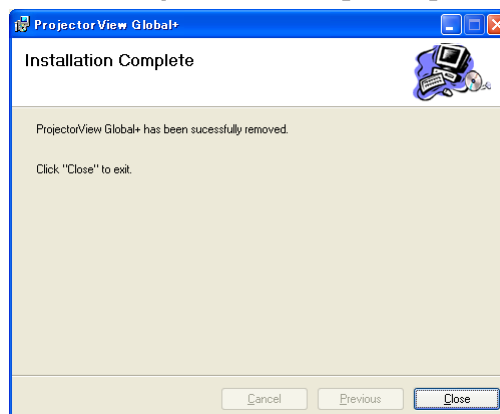 ProjectorView Global+
Installation Complete
ProjectorView Global+ has been sucessfully removed.
Click "Close" to exit.
Cancel Previous Close